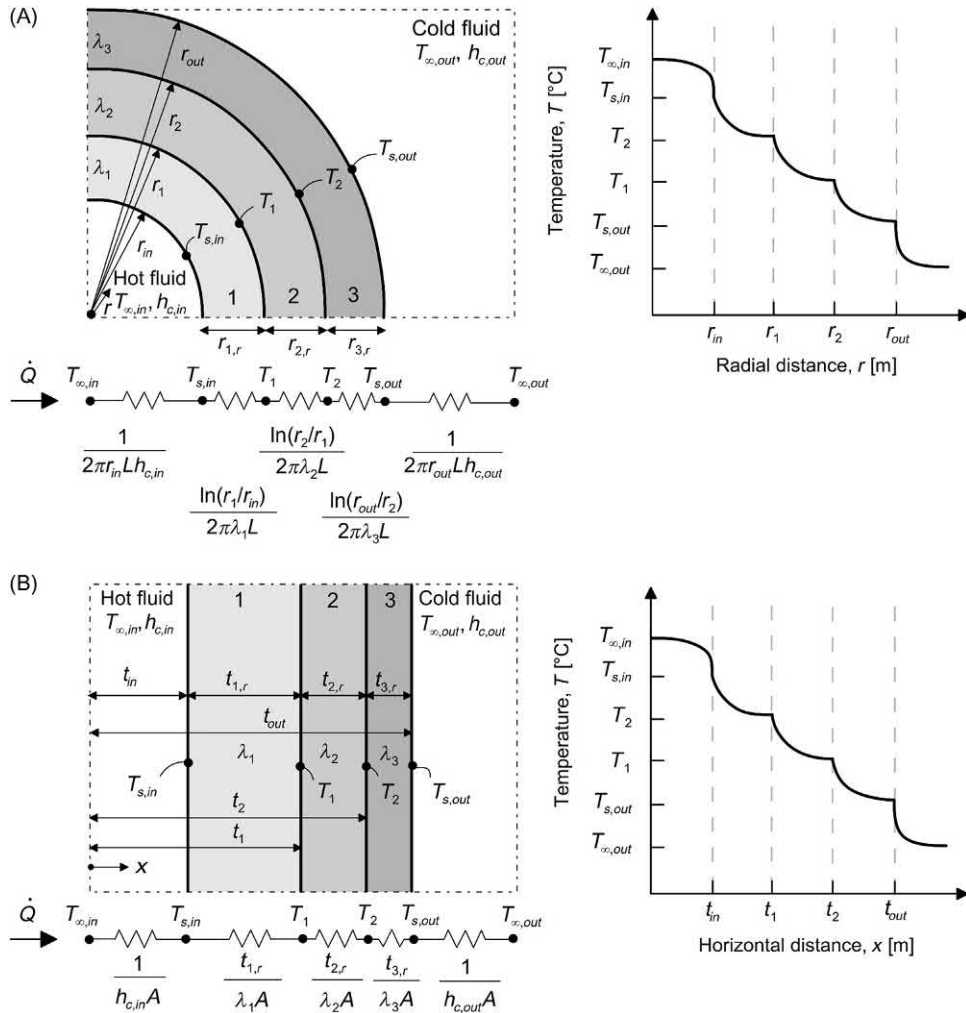 (A)
Cold fluid
T∞,out, hc,out
λ3
rout
λ2
r2
λ1
r1
Ts,out
T2
T1
Ts,in
rin
Hot fluid
r
T∞,in, hc,in
1
2
3
r1,r
r2,r
r3,r
Q̇
T∞,in
Ts,in
T1
T2
Ts,out
T∞,out
1
2πrinLhc,in
ln(r1/rin)
2πλ1L
ln(r2/r1)
2πλ2L
ln(rout/r2)
2πλ3L
1
2πroutLhc,out
Temperature, T [°C]
T∞,in
Ts,in
T2
T1
Ts,out
T∞,out
rin
r1
r2
rout
Radial distance, r [m]
(B)
Hot fluid
T∞,in, hc,in
1
2
3
Cold fluid
T∞,out, hc,out
tin
t1,r
t2,r
t3,r
tout
λ1
λ2
λ3
Ts,in
T1
T2
Ts,out
t2
t1
x
Q̇
T∞,in
Ts,in
T1
T2
Ts,out
T∞,out
1
hc,inA
t1,r
λ1A
t2,r
λ2A
t3,r
λ3A
1
hc,outA
Temperature, T [°C]
T∞,in
Ts,in
T2
T1
Ts,out
T∞,out
tin
t1
t2
tout
Horizontal distance, x [m]